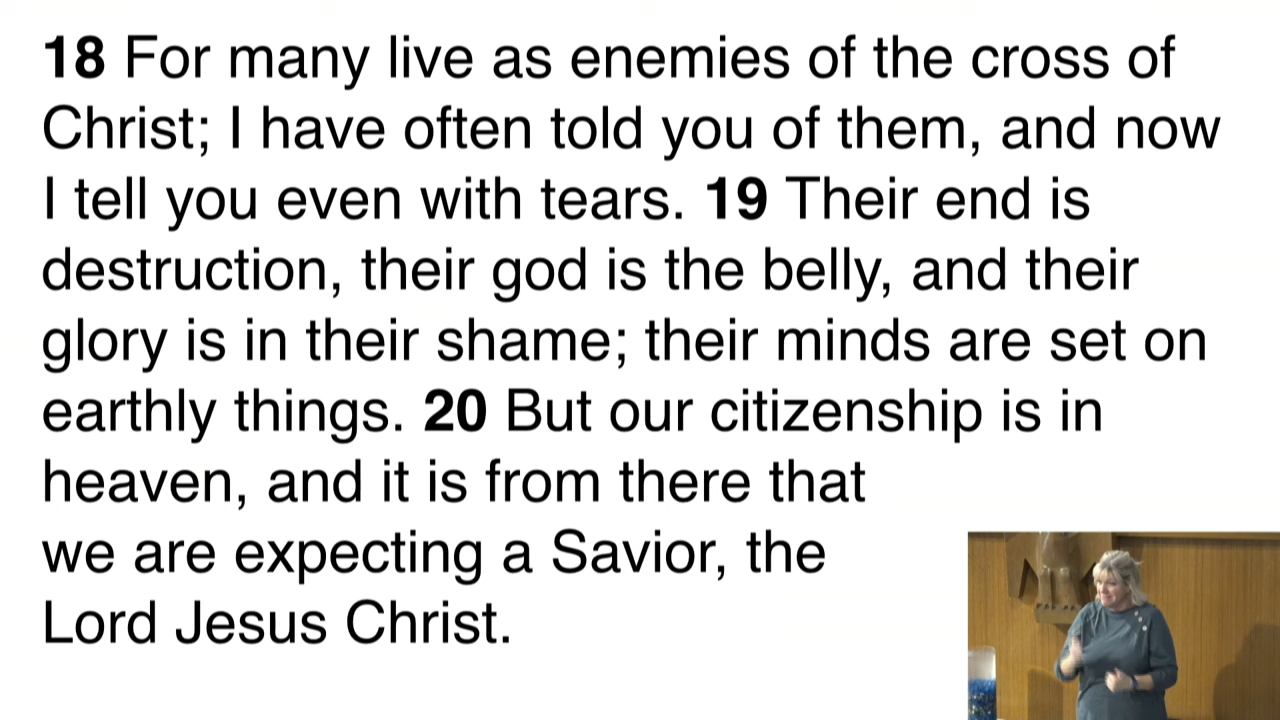 18 For many live as enemies of the cross of
Christ; I have often told you of them, and now
I tell you even with tears. 19 Their end is
destruction, their god is the belly, and their
glory is in their shame; their minds are set on
earthly things. 20 But our citizenship is in
heaven, and it is from there that
we are expecting a Savior, the
Lord Jesus Christ.